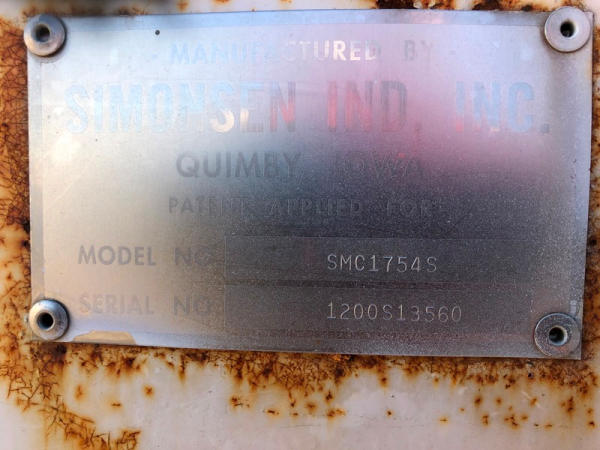 MANUFACTURED BY
SIMONSEN IND. INC.
QUIMBY, IOWA
PATENT APPLIED FOR
MODEL NO. SMC1754S
SERIAL NO. 1200S13560